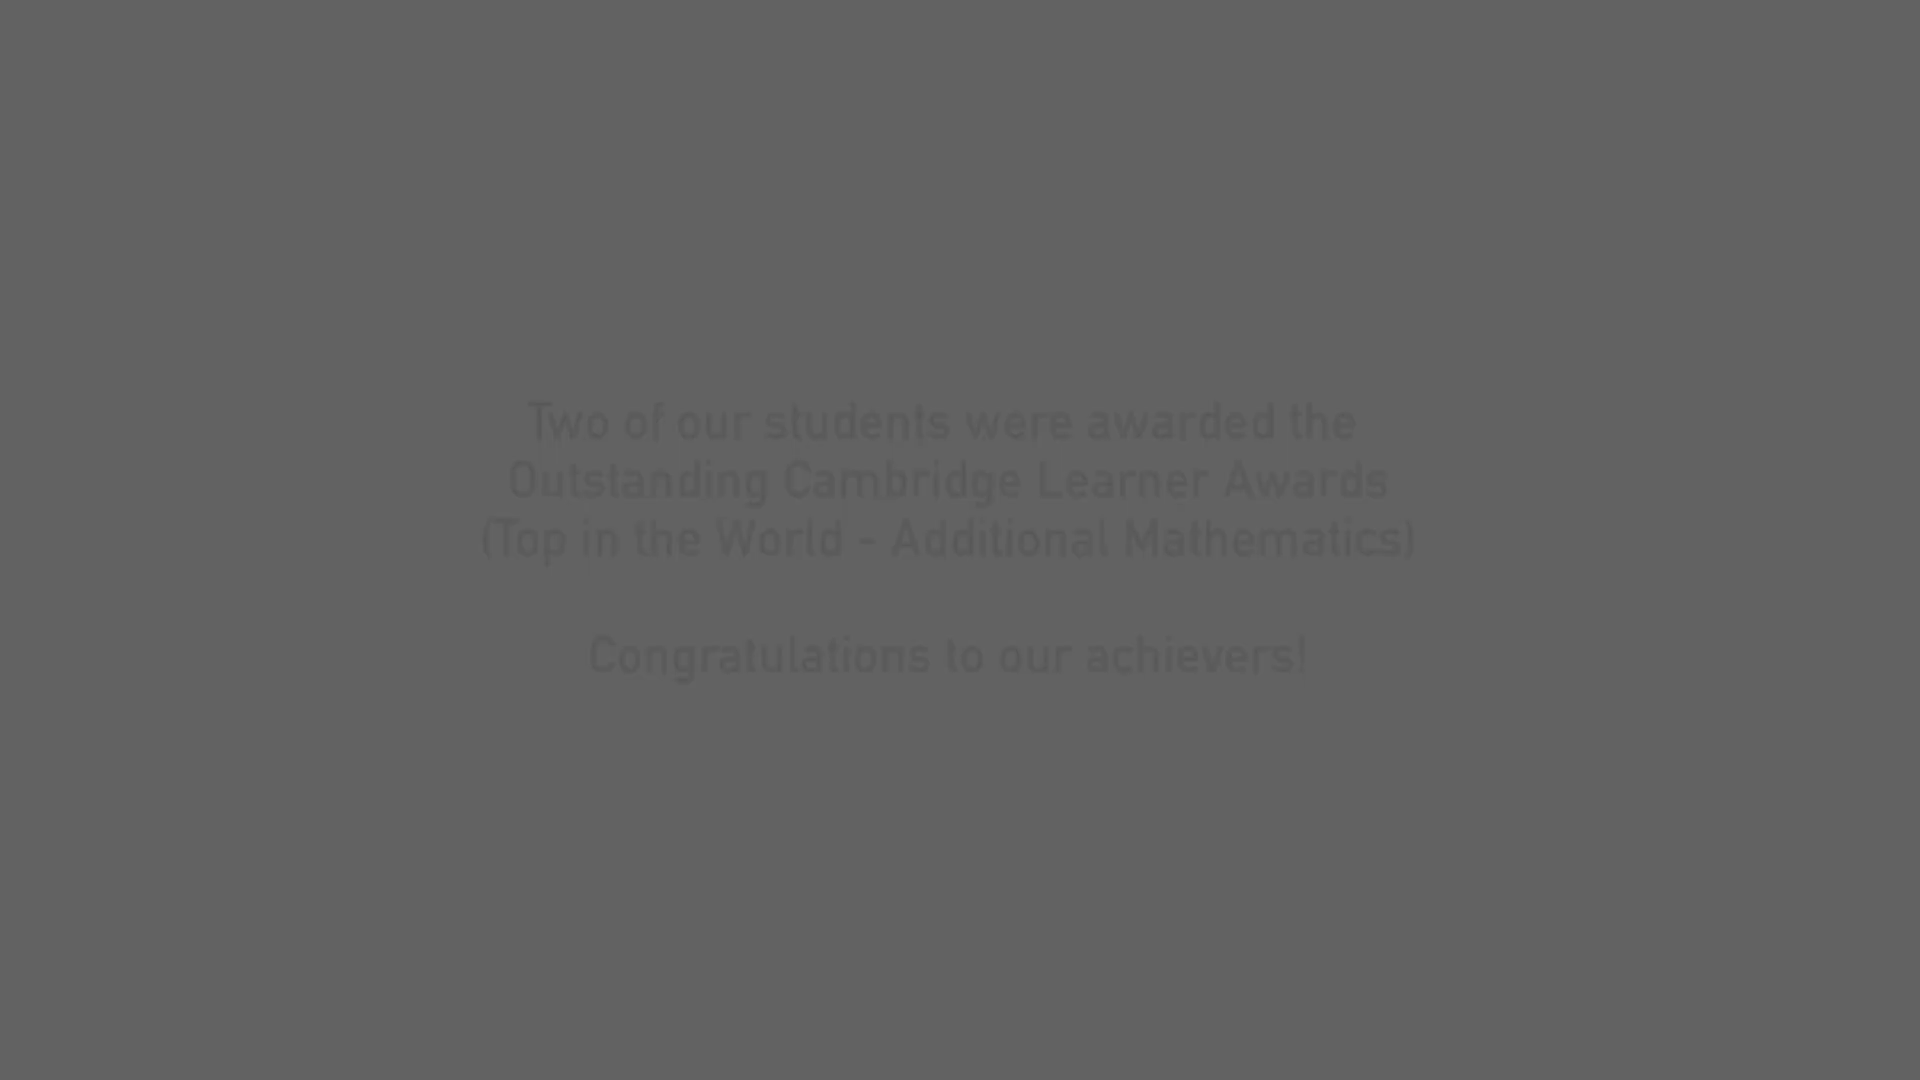 Two of our students were awarded the
Outstanding Cambridge Learner Awards
(Top in the World - Additional Mathematics)
Congratulations to our achievers!